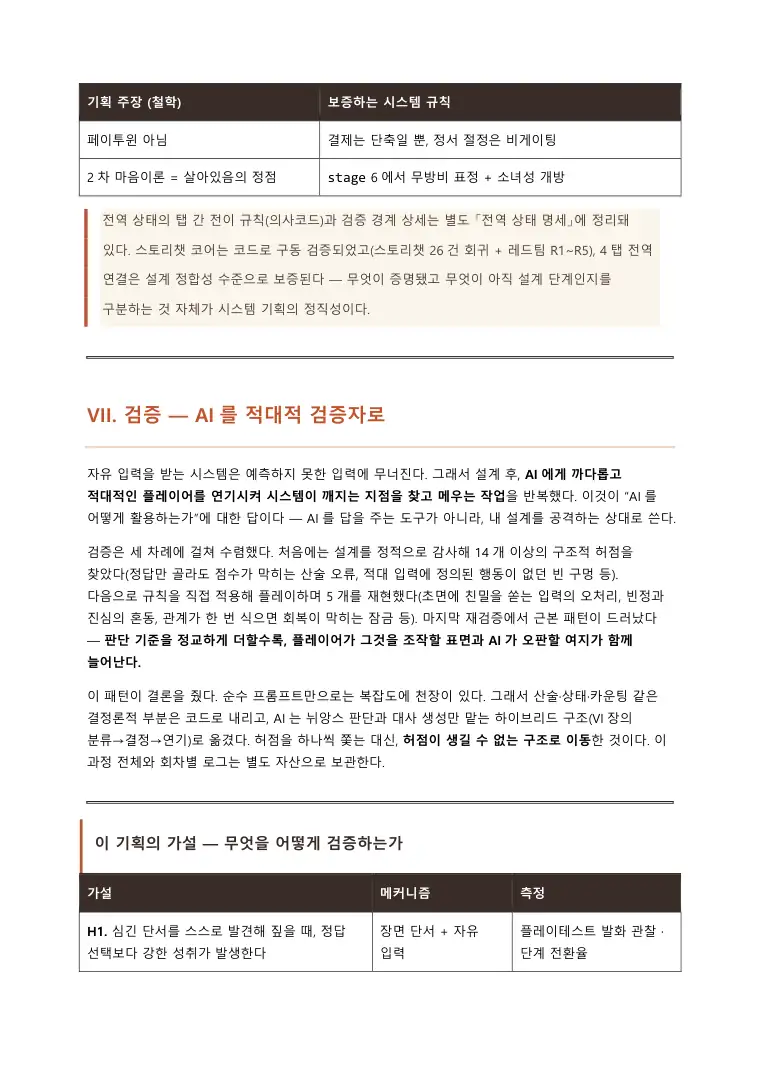 기획 주장 (철학) 보증하는 시스템 규칙
페이투윈 아님 결제는 단축일 뿐, 정서 절정은 비게이팅
2 차 마음이론 = 살아있음의 정점 stage 6 에서 무방비 표정 + 소녀성 개방
전역 상태의 탭 간 전이 규칙(의사코드)과 검증 경계 상세는 별도 「전역 상태 명세」에 정리돼
있다. 스토리챗 코어는 코드로 구동 검증되었고(스토리챗 26 건 회귀 + 레드팀 R1~R5), 4 탭 전역
연결은 설계 정합성 수준으로 보증된다 — 무엇이 증명됐고 무엇이 아직 설계 단계인지를
구분하는 것 자체가 시스템 기획의 정직성이다.
VII. 검증 — AI 를 적대적 검증자로
자유 입력을 받는 시스템은 예측하지 못한 입력에 무너진다. 그래서 설계 후, AI 에게 까다롭고
적대적인 플레이어를 연기시켜 시스템이 깨지는 지점을 찾고 메우는 작업을 반복했다. 이것이 “AI 를
어떻게 활용하는가”에 대한 답이다 — AI 를 답을 주는 도구가 아니라, 내 설계를 공격하는 상대로 쓴다.
검증은 세 차례에 걸쳐 수렴했다. 처음에는 설계를 정적으로 감사해 14 개 이상의 구조적 허점을
찾았다(정답만 골라도 점수가 막히는 산술 오류, 적대 입력에 정의된 행동이 없던 빈 구멍 등).
다음으로 규칙을 직접 적용해 플레이하며 5 개를 재현했다(초면에 친밀을 쏟는 입력의 오처리, 빈정과
진심의 혼동, 관계가 한 번 식으면 회복이 막히는 잠금 등). 마지막 재검증에서 근본 패턴이 드러났다
— 판단 기준을 정교하게 더할수록, 플레이어가 그것을 조작할 표면과 AI 가 오판할 여지가 함께
늘어난다.
이 패턴이 결론을 줬다. 순수 프롬프트만으로는 복잡도에 천장이 있다. 그래서 산술·상태·카운팅 같은
결정론적 부분은 코드로 내리고, AI 는 뉘앙스 판단과 대사 생성만 맡는 하이브리드 구조(VI 장의
분류→결정→연기)로 옮겼다. 허점을 하나씩 쫓는 대신, 허점이 생길 수 없는 구조로 이동한 것이다. 이
과정 전체와 회차별 로그는 별도 자산으로 보관한다.
이 기획의 가설 — 무엇을 어떻게 검증하는가
가설 메커니즘 측정
H1. 심긴 단서를 스스로 발견해 짚을 때, 정답 장면 단서 + 자유 플레이테스트 발화 관찰 ·
선택보다 강한 성취가 발생한다 입력 단계 전환율